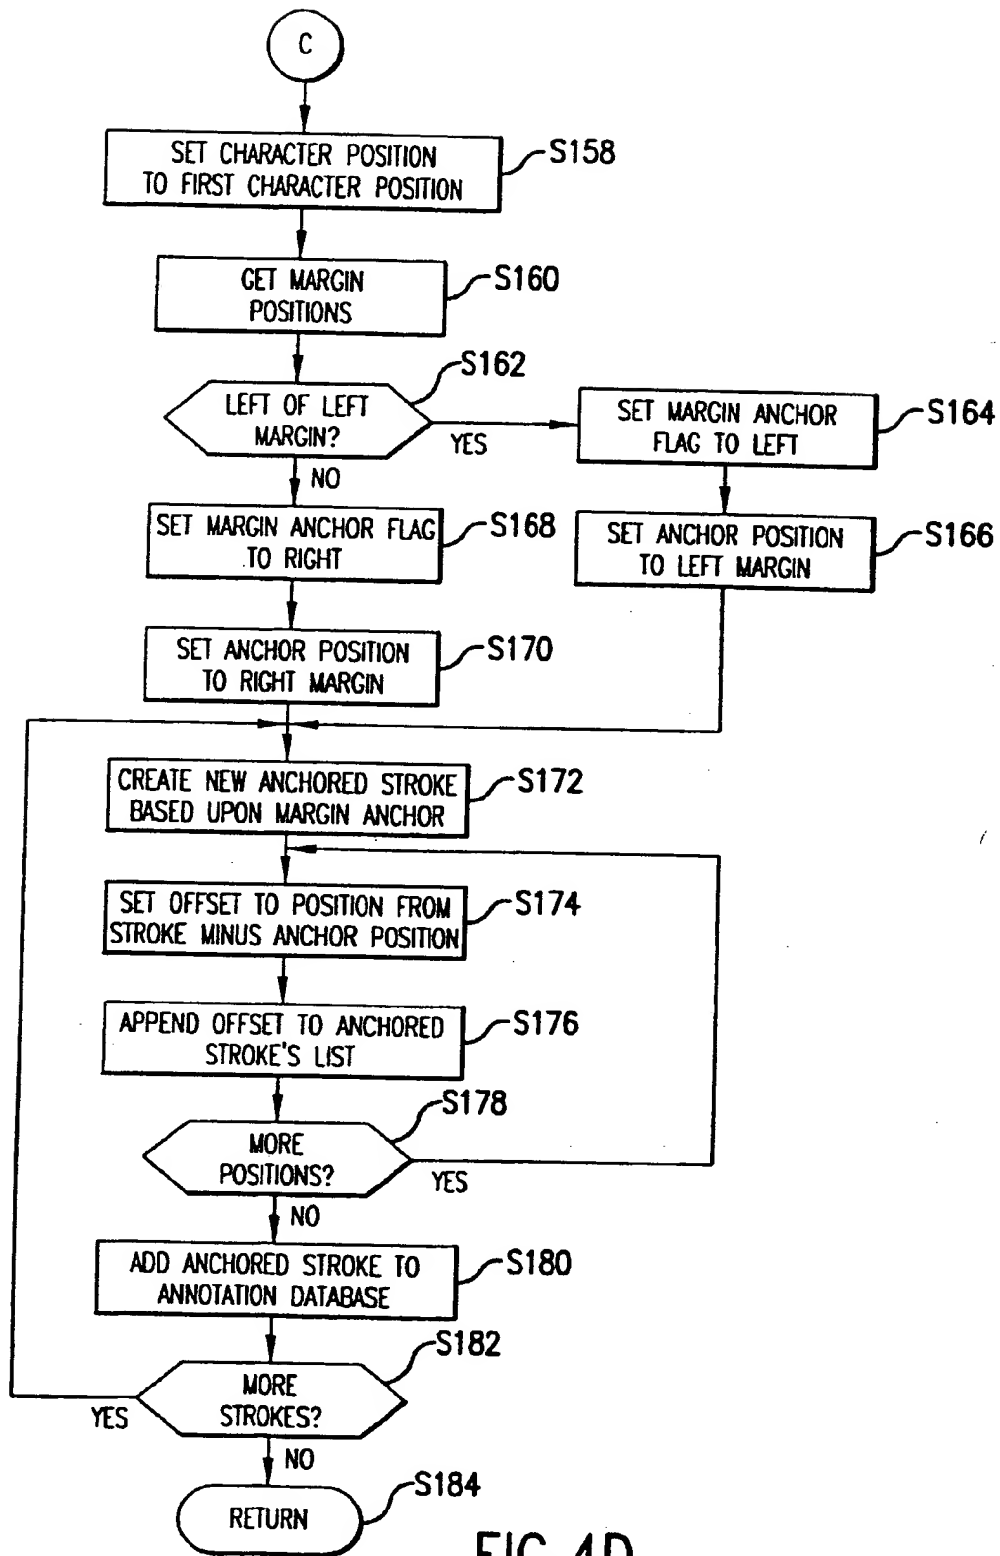 C
SET CHARACTER POSITION
TO FIRST CHARACTER POSITION
S158
GET MARGIN
POSITIONS
S160
LEFT OF LEFT
MARGIN?
S162
YES
NO
SET MARGIN ANCHOR
FLAG TO LEFT
S164
SET MARGIN ANCHOR FLAG
TO RIGHT
S168
SET ANCHOR POSITION
TO LEFT MARGIN
S166
SET ANCHOR POSITION
TO RIGHT MARGIN
S170
CREATE NEW ANCHORED STROKE
BASED UPON MARGIN ANCHOR
S172
SET OFFSET TO POSITION FROM
STROKE MINUS ANCHOR POSITION
S174
APPEND OFFSET TO ANCHORED
STROKE'S LIST
S176
MORE
POSITIONS?
S178
YES
NO
ADD ANCHORED STROKE TO
ANNOTATION DATABASE
S180
MORE
STROKES?
S182
YES
NO
RETURN
S184
FIG.4D